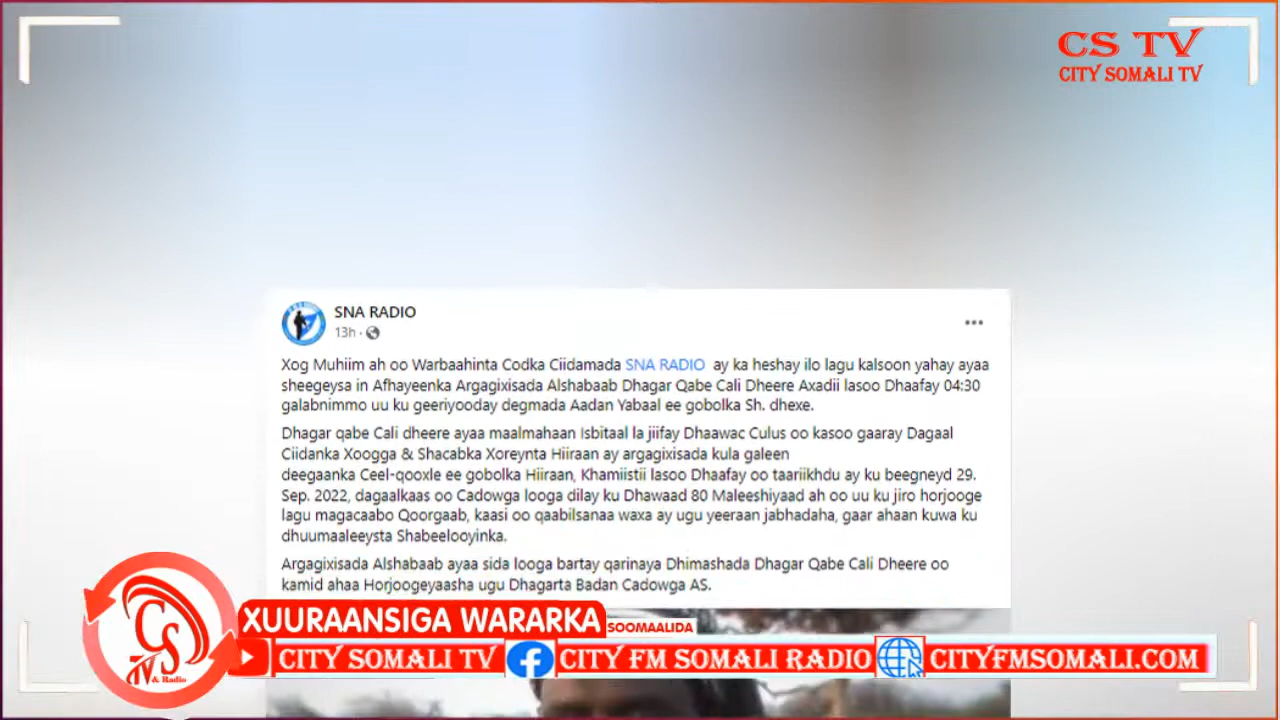 CS TV
CITY SOMALI TV
SNA RADIO
13h ·
Xog Muhiim ah oo Warbaahinta Codka Ciidamada SNA RADIO ay ka heshay ilo lagu kalsoon yahay ayaa
sheegeysa in Afhayeenka Argagixisada Alshabaab Dhagar Qabe Cali Dheere Axadii lasoo Dhaafay 04:30
galabnimmo uu ku geeriyooday degmada Aadan Yabaal ee gobolka Sh. dhexe.
Dhagar qabe Cali dheere ayaa maalmahaan Isbitaal la jiifay Dhaawac Culus oo kasoo gaaray Dagaal
Ciidanka Xoogga & Shacabka Xoreynta Hiiraan ay argagixisada kula galeen
deegaanka Ceel-qooxle ee gobolka Hiiraan, Khamiistii lasoo Dhaafay oo taariikhdu ay ku beegneyd 29.
Sep. 2022, dagaalkaas oo Cadowga looga dilay ku Dhawaad 80 Maleeshiyaad ah oo uu ku jiro horjooge
lagu magacaabo Qoorgaab, kaasi oo qaabilsanaa waxa ay ugu yeeraan jabhadaha, gaar ahaan kuwa ku
dhuumaaleeysta Shabeelooyinka.
Argagixisada Alshabaab ayaa sida looga bartay qarinaya Dhimashada Dhagar Qabe Cali Dheere oo
kamid ahaa Horjoogeyaasha ugu Dhagarta Badan Cadowga AS.
XUURAANSIGA WARARKA
SOOMAALIDA
CS
TV
& Radio
CITY SOMALI TV
CITY FM SOMALI RADIO
CITYFMSOMALI.COM